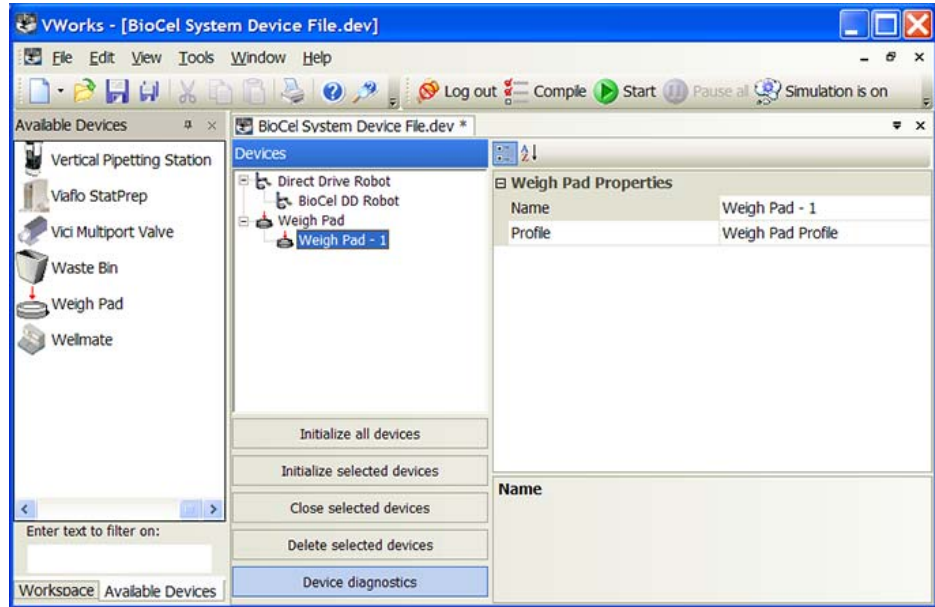 VWorks - [BioCel System Device File.dev]
File Edit View Tools Window Help
Log out Compile Start Pause all Simulation is on
Available Devices
BioCel System Device File.dev *
Vertical Pipetting Station
Viaflo StatPrep
Vici Multiport Valve
Waste Bin
Weigh Pad
Wellmate
Enter text to filter on:
Workspace Available Devices
Devices
Direct Drive Robot
BioCel DD Robot
Weigh Pad
Weigh Pad - 1
Initialize all devices
Initialize selected devices
Close selected devices
Delete selected devices
Device diagnostics
Weigh Pad Properties
Name Weigh Pad - 1
Profile Weigh Pad Profile
Name